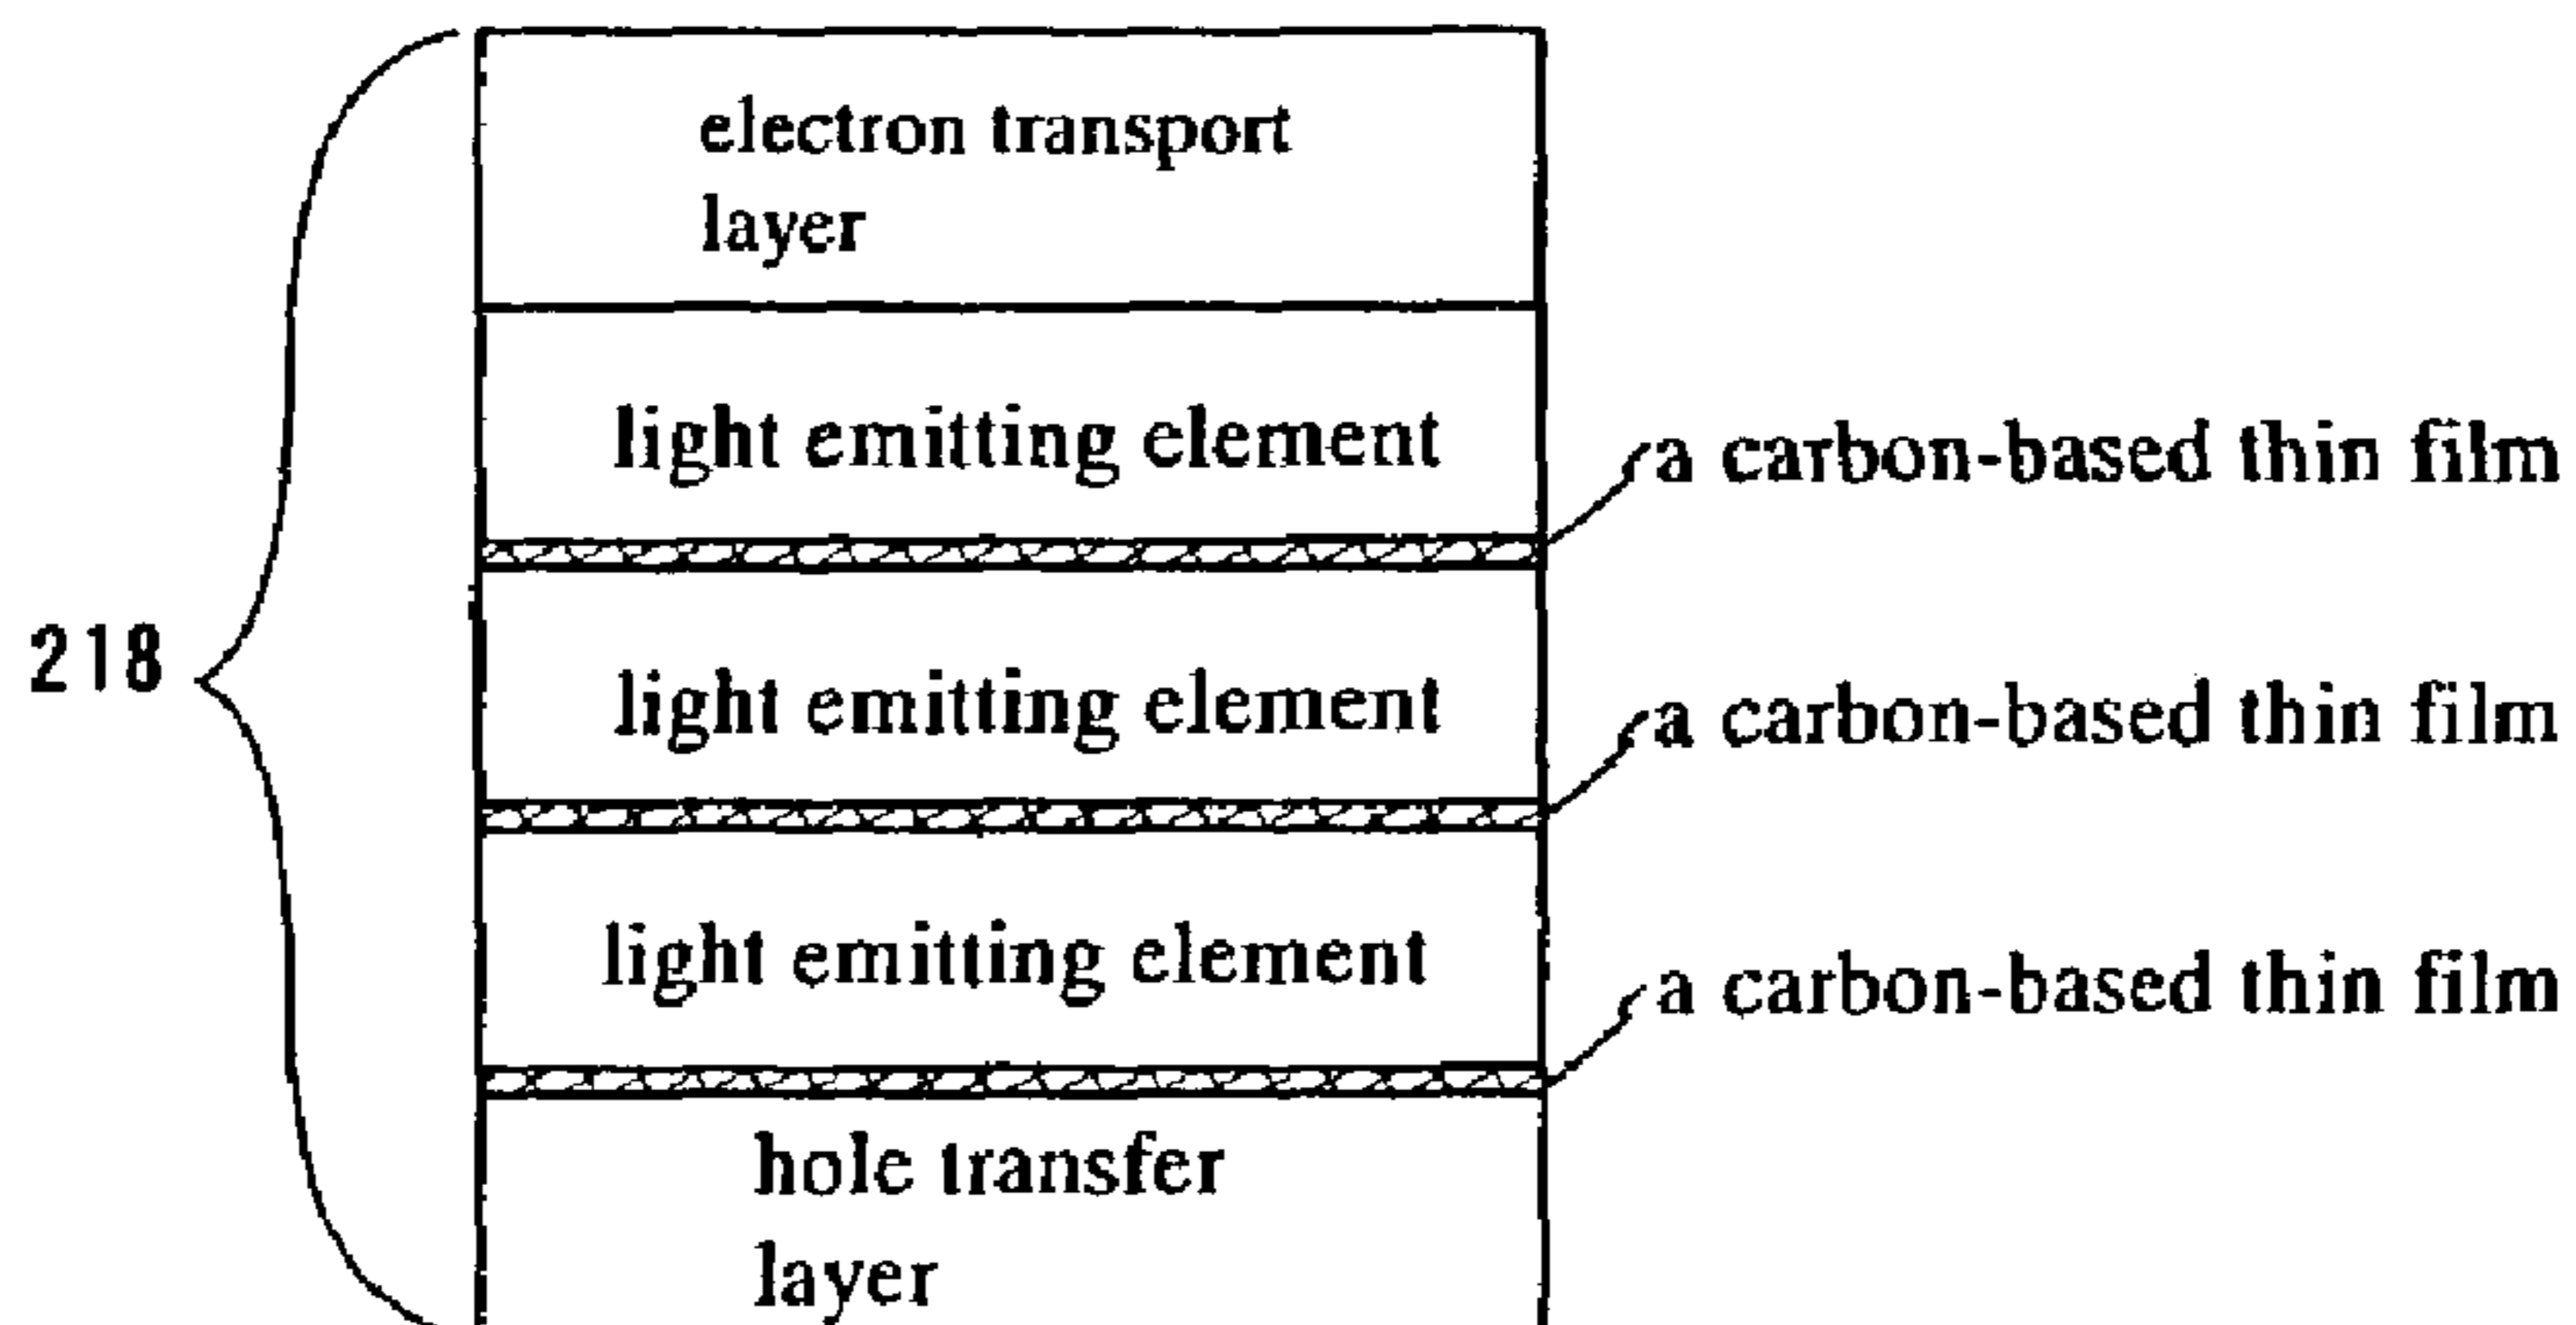 electron transport
layer
light emitting element
a carbon-based thin film
218
light emitting element
a carbon-based thin film
light emitting element
a carbon-based thin film
hole transfer
layer